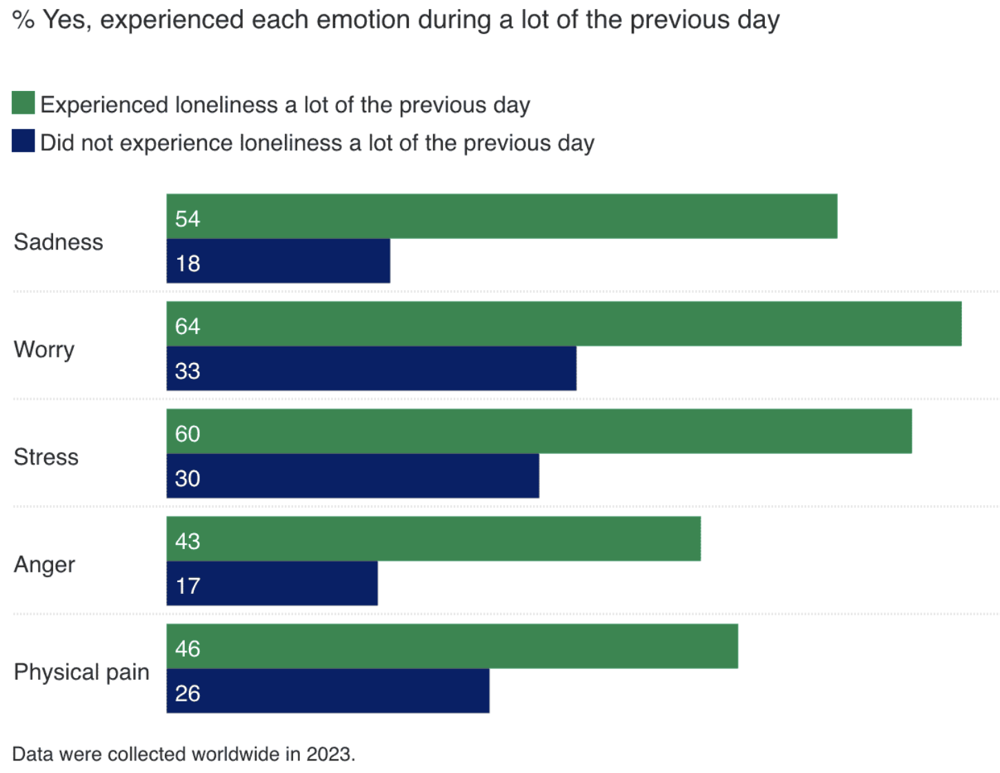 % Yes, experienced each emotion during a lot of the previous day
Experienced loneliness a lot of the previous day
Did not experience loneliness a lot of the previous day
Sadness
54
18
Worry
64
33
Stress
60
30
Anger
43
17
Physical pain
46
26
Data were collected worldwide in 2023.